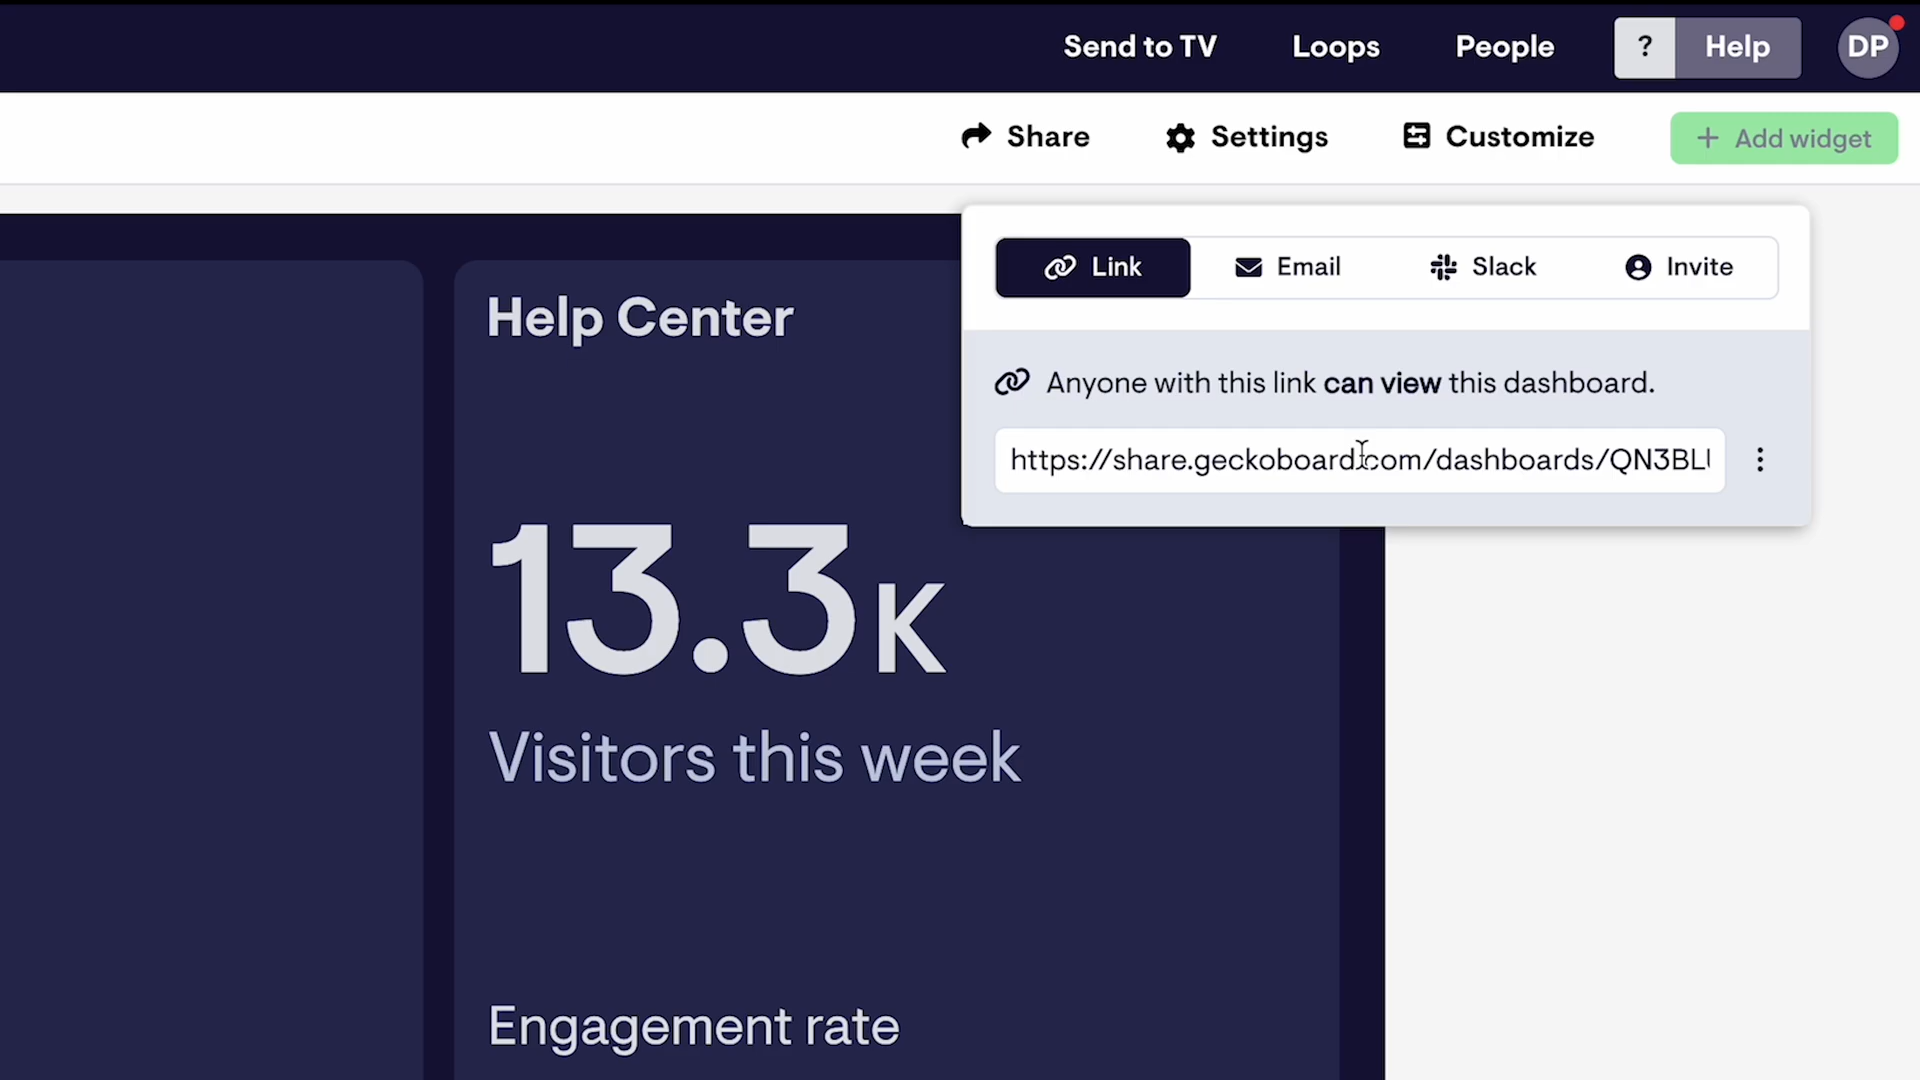 Send to TV Loops People ? Help DP
Share Settings Customize + Add widget
Link Email Slack Invite
Anyone with this link can view this dashboard.
https://share.geckoboard.com/dashboards/QN3BL
Help Center
13.3K
Visitors this week
Engagement rate